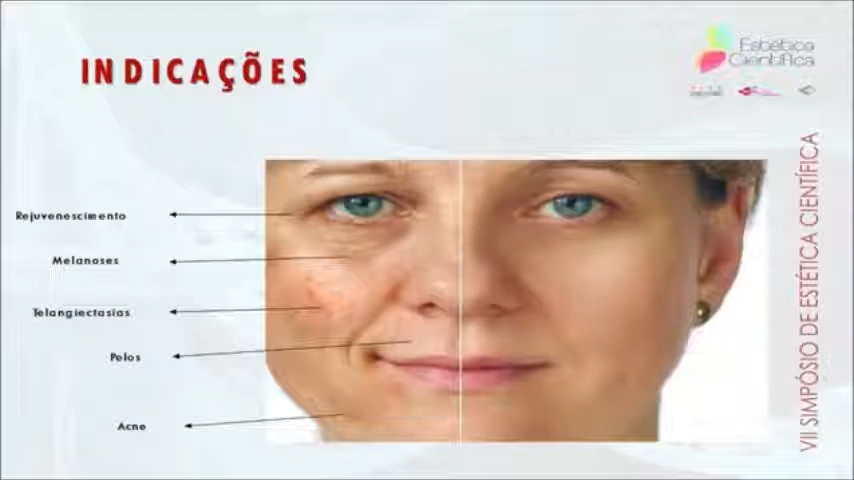 INDICAÇÕES
Estética
Científica
Rejuvenescimento
Melanoses
Telangiectasias
Pelos
Acne
VII SIMPÓSIO DE ESTÉTICA CIENTÍFICA